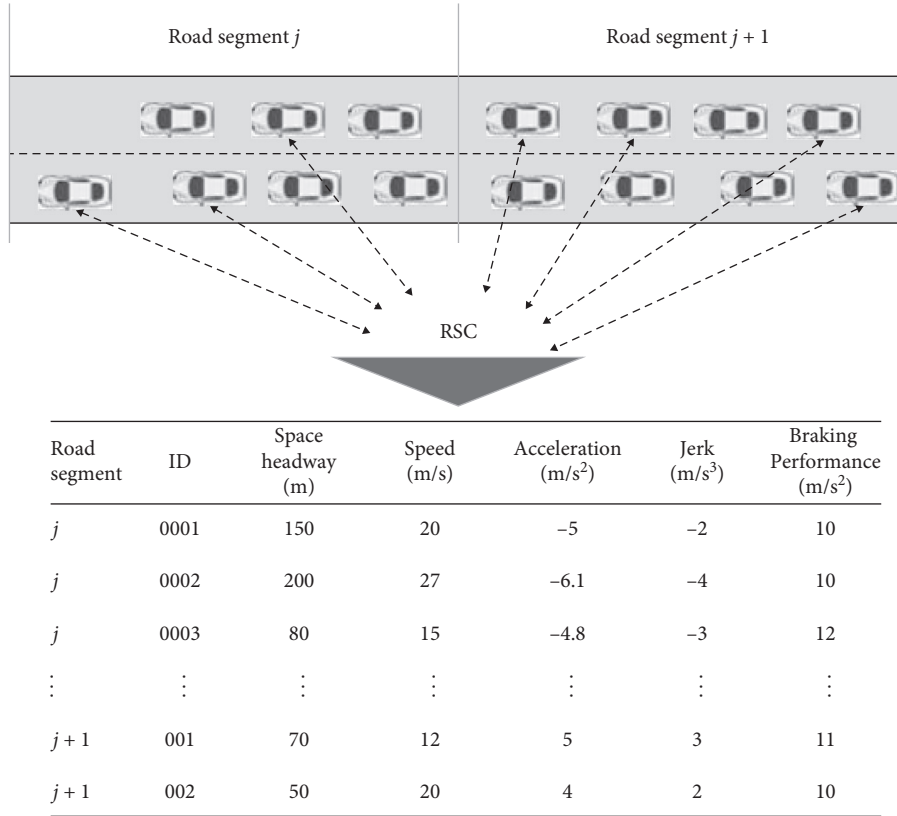 Road segment j
Road segment j + 1
RSC
Road segment ID Space headway (m) Speed (m/s) Acceleration (m/s²) Jerk (m/s³) Braking Performance (m/s²)
j 0001 150 20 –5 –2 10
j 0002 200 27 –6.1 –4 10
j 0003 80 15 –4.8 –3 12
⋮ ⋮ ⋮ ⋮ ⋮ ⋮ ⋮
j + 1 001 70 12 5 3 11
j + 1 002 50 20 4 2 10